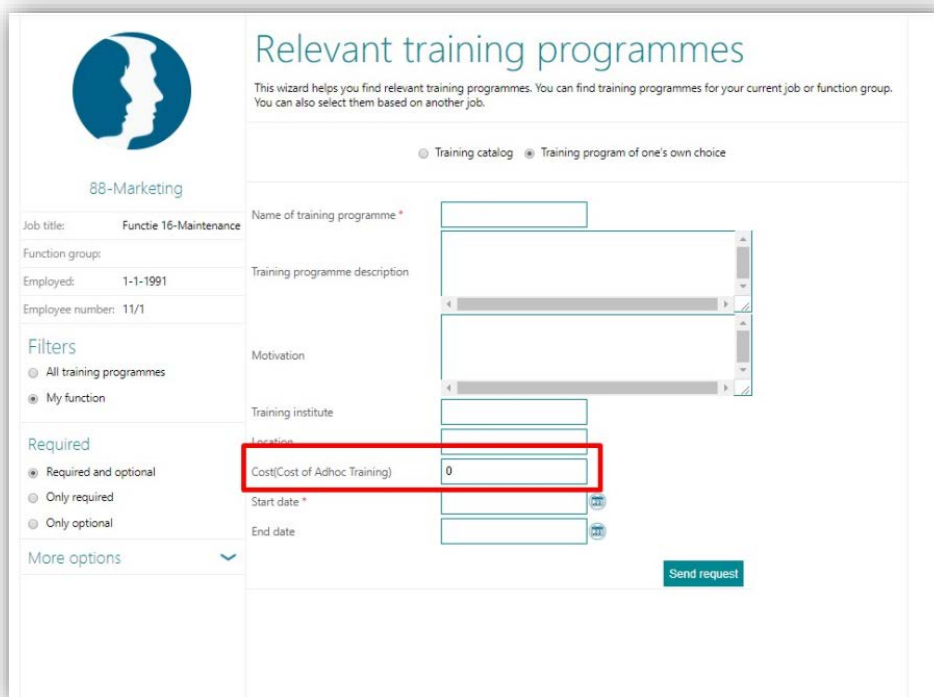 Relevant training programmes
This wizard helps you find relevant training programmes. You can find training programmes for your current job or function group.
You can also select them based on another job.
Training catalog
Training program of one's own choice
88-Marketing
Job title: Functie 16-Maintenance
Function group:
Employed: 1-1-1991
Employee number: 11/1
Filters
All training programmes
My function
Required
Required and optional
Only required
Only optional
More options
Name of training programme *
Training programme description
Motivation
Training institute
Location
Cost(Cost of Adhoc Training) 0
Start date *
End date
Send request